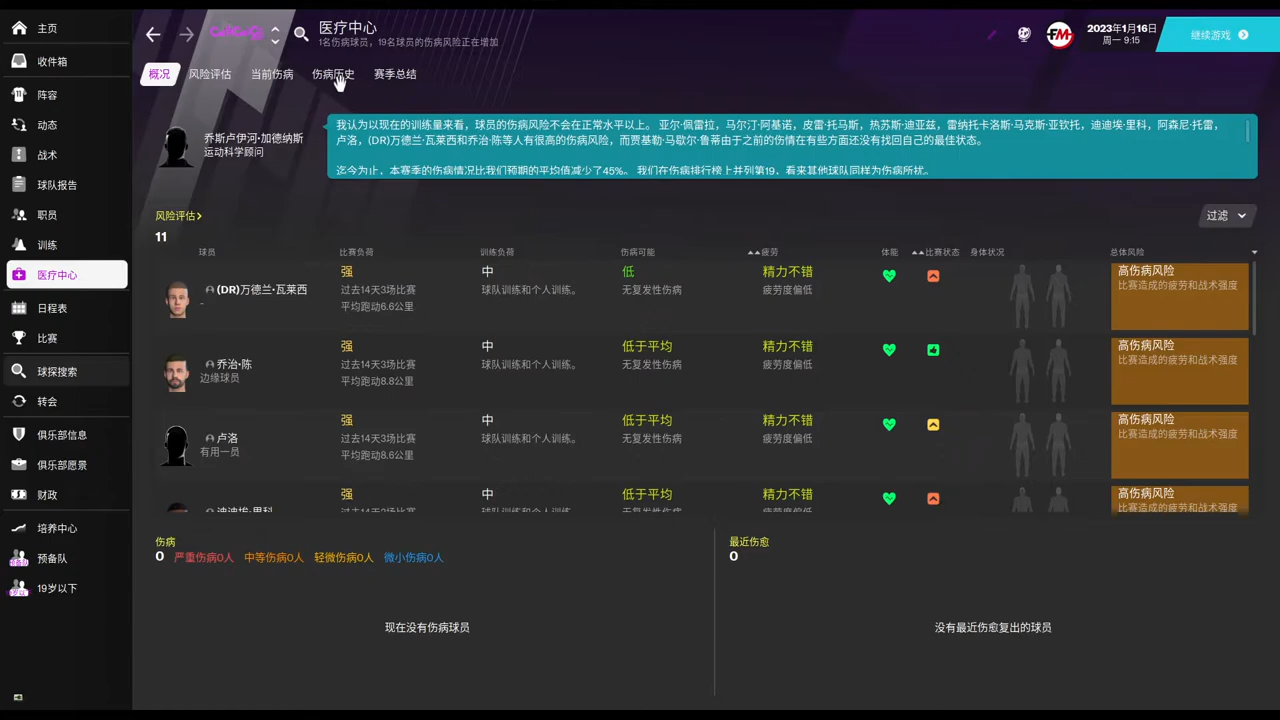 主页
收件箱
阵容
动态
战术
球队报告
职员
训练
医疗中心
日程表
比赛
球探搜索
转会
俱乐部信息
俱乐部愿景
财政
培养中心
预备队
19岁以下
医疗中心
1名伤病球员，19名球员的伤病风险正在增加
FM
2023年1月16日
周一 9:15
继续游戏
概况 风险评估 当前伤病 伤病历史 赛季总结
乔斯卢伊河·加德纳斯
运动科学顾问
我认为以现在的训练量来看，球员的伤病风险不会在正常水平以上。 亚尔·佩雷拉，马尔汀·阿基诺，皮雷·托马斯，热苏斯·迪亚兹，雷纳托卡洛斯·马克斯·亚钦托，迪迪埃·里科，阿森尼·托雷，
卢洛，(DR)万德兰·瓦莱西和乔治·陈等人有很高的伤病风险，而贾基勒·马歇尔·鲁蒂由于之前的伤情在有些方面还没有找回自己的最佳状态。
迄今为止，本赛季的伤病情况比我们预期的平均值减少了45%。 我们在伤病排行榜上并列第19，看来其他球队同样为伤病所扰。
风险评估
过滤
11
球员 比赛负荷 训练负荷 伤病可能 疲劳 体能 比赛状态 身体状况 总体风险
(DR)万德兰·瓦莱西
-
强
过去14天3场比赛
平均跑动6.6公里
中
球队训练和个人训练。
低
无复发性伤病
精力不错
疲劳度偏低
高伤病风险
比赛造成的疲劳和战术强度
乔治·陈
边缘球员
强
过去14天3场比赛
平均跑动8.8公里
中
球队训练和个人训练。
低于平均
无复发性伤病
精力不错
疲劳度偏低
高伤病风险
比赛造成的疲劳和战术强度
卢洛
有用一员
强
过去14天3场比赛
平均跑动8.6公里
中
球队训练和个人训练。
低于平均
无复发性伤病
精力不错
疲劳度偏低
高伤病风险
比赛造成的疲劳和战术强度
迪迪埃·里科
强
中
低于平均
精力不错
高伤病风险
比赛造成的疲劳和战术强度
伤病
0 严重伤病0人 中等伤病0人 轻微伤病0人 微小伤病0人
现在没有伤病球员
最近伤愈
0
没有最近伤愈复出的球员